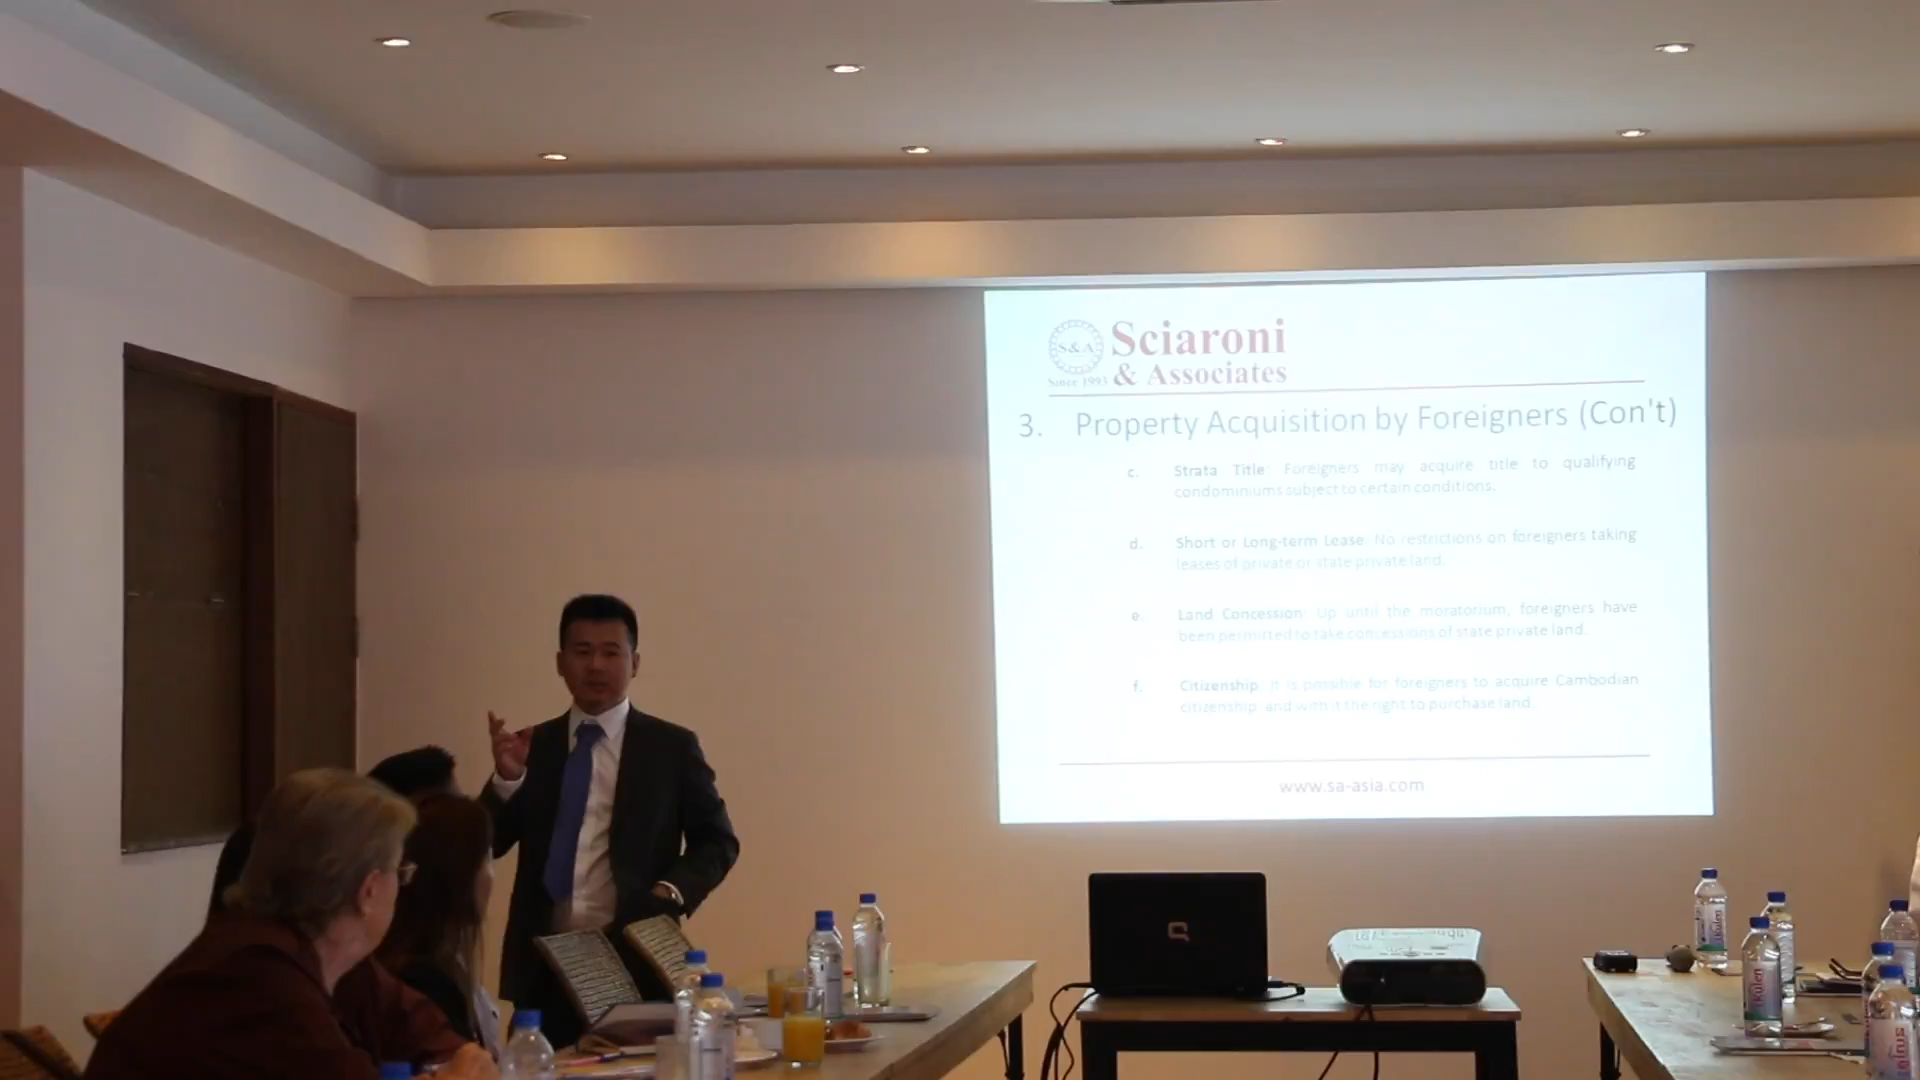 S&A
Since 1993
Sciaroni
& Associates
3. Property Acquisition by Foreigners (Con't)
c. Strata Title: Foreigners may acquire title to qualifying
condominiums subject to certain conditions.
d. Short or Long-term Lease: No restrictions on foreigners taking
leases of private or state private land.
e. Land Concession: Up until the moratorium, foreigners have
been permitted to take concessions of state private land.
f. Citizenship: It is possible for foreigners to acquire Cambodian
citizenship, and with it the right to purchase land.
www.sa-asia.com
Kulen
Kulen